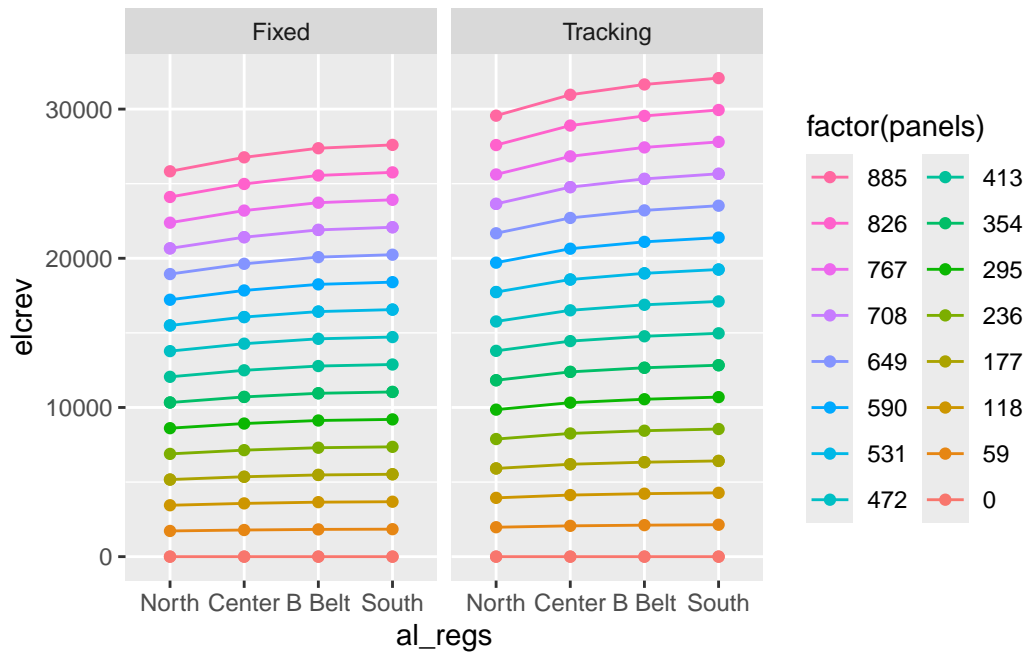 Fixed Tracking
30000
20000
10000
0
elcrev
North Center B Belt South North Center B Belt South
al_regs
factor(panels)
885 413
826 354
767 295
708 236
649 177
590 118
531 59
472 0